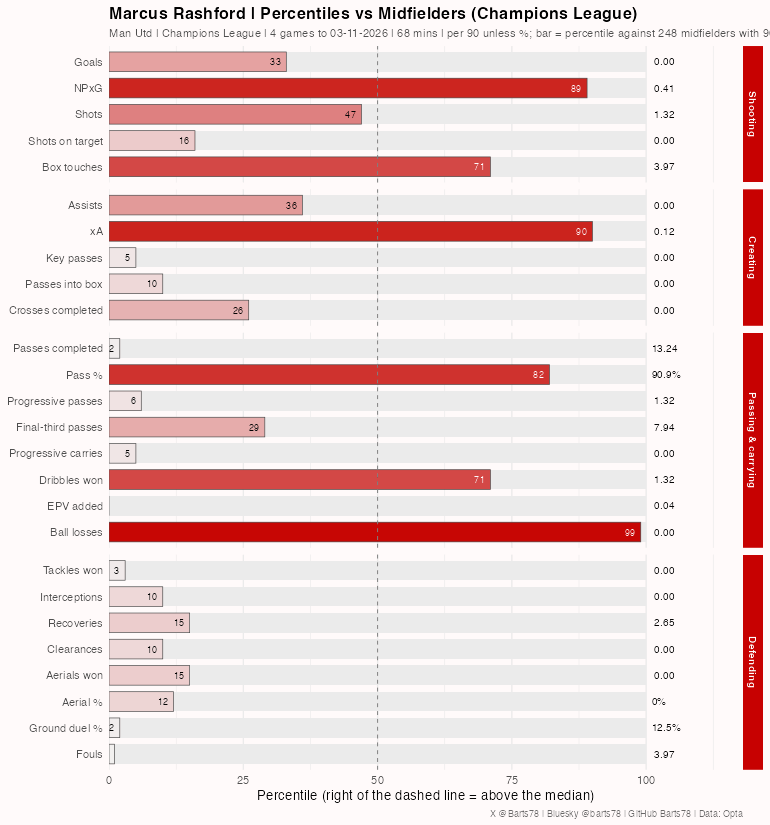 Marcus Rashford | Percentiles vs Midfielders (Champions League)
Man Utd | Champions League | 4 games to 03-11-2026 | 68 mins | per 90 unless %; bar = percentile against 248 midfielders with 90
Shooting
Goals 33 0.00
NPxG 89 0.41
Shots 47 1.32
Shots on target 16 0.00
Box touches 71 3.97
Creating
Assists 36 0.00
xA 90 0.12
Key passes 5 0.00
Passes into box 10 0.00
Crosses completed 26 0.00
Passing & carrying
Passes completed 2 13.24
Pass % 82 90.9%
Progressive passes 6 1.32
Final-third passes 29 7.94
Progressive carries 5 0.00
Dribbles won 71 1.32
EPV added 0.04
Ball losses 99 0.00
Defending
Tackles won 3 0.00
Interceptions 10 0.00
Recoveries 15 2.65
Clearances 10 0.00
Aerials won 15 0.00
Aerial % 12 0%
Ground duel % 2 12.5%
Fouls 3.97
0 25 50 75 100
Percentile (right of the dashed line = above the median)
X @Barts78 | Bluesky @barts78 | GitHub Barts78 | Data: Opta